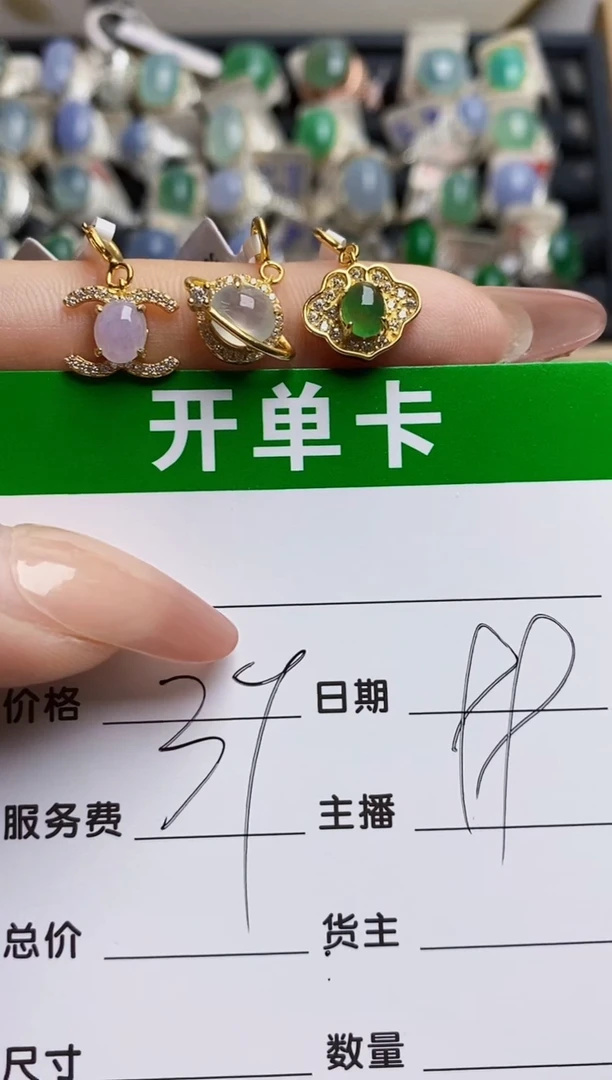 开单卡
价格 日期
服务费 主播
总价 货主
尺寸 数量